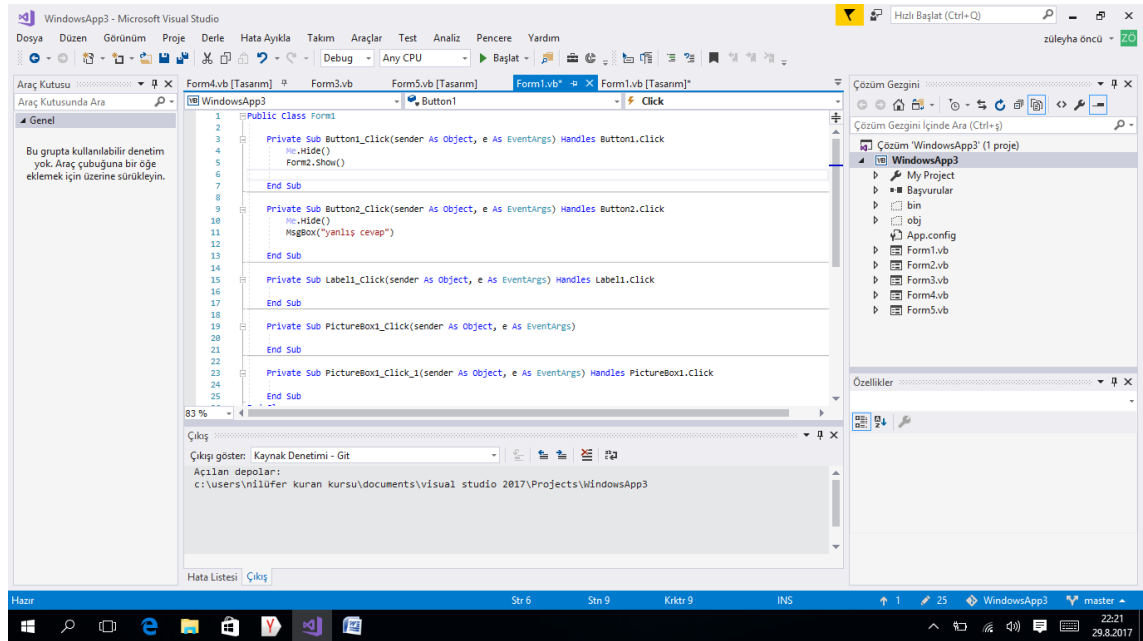 WindowsApp3 - Microsoft Visual Studio
Hızlı Başlat (Ctrl+Q)
Dosya Düzen Görünüm Proje Derle Hata Ayıkla Takım Araçlar Test Analiz Pencere Yardım
züleyha öncü
ZÖ
Debug
Any CPU
Başlat
Araç Kutusu
Araç Kutusunda Ara
Genel
Bu grupta kullanılabilir denetim
yok. Araç çubuğuna bir öğe
eklemek için üzerine sürükleyin.
Form4.vb [Tasarım] Form3.vb Form5.vb [Tasarım] Form1.vb* Form1.vb [Tasarım]*
WindowsApp3
Button1
Click
1 Public Class Form1
2
3 Private Sub Button1_Click(sender As Object, e As EventArgs) Handles Button1.Click
4 Me.Hide()
5 Form2.Show()
6
7 End Sub
8
9 Private Sub Button2_Click(sender As Object, e As EventArgs) Handles Button2.Click
10 Me.Hide()
11 MsgBox("yanlış cevap")
12
13 End Sub
14
15 Private Sub Label1_Click(sender As Object, e As EventArgs) Handles Label1.Click
16
17 End Sub
18
19 Private Sub PictureBox1_Click(sender As Object, e As EventArgs)
20
21 End Sub
22
23 Private Sub PictureBox1_Click_1(sender As Object, e As EventArgs) Handles PictureBox1.Click
24
25 End Sub
83 %
Çıkış
Çıkışı göster: Kaynak Denetimi - Git
Açılan depolar:
c:\users\nilüfer kuran kursu\documents\visual studio 2017\Projects\WindowsApp3
Hata Listesi Çıkış
Çözüm Gezgini
Çözüm Gezgini İçinde Ara (Ctrl+ş)
Çözüm 'WindowsApp3' (1 proje)
WindowsApp3
My Project
Başvurular
bin
obj
App.config
Form1.vb
Form2.vb
Form3.vb
Form4.vb
Form5.vb
Özellikler
Hazır Str 6 Stn 9 Krktr 9 INS 1 25 WindowsApp3 master
22:21
29.8.2017